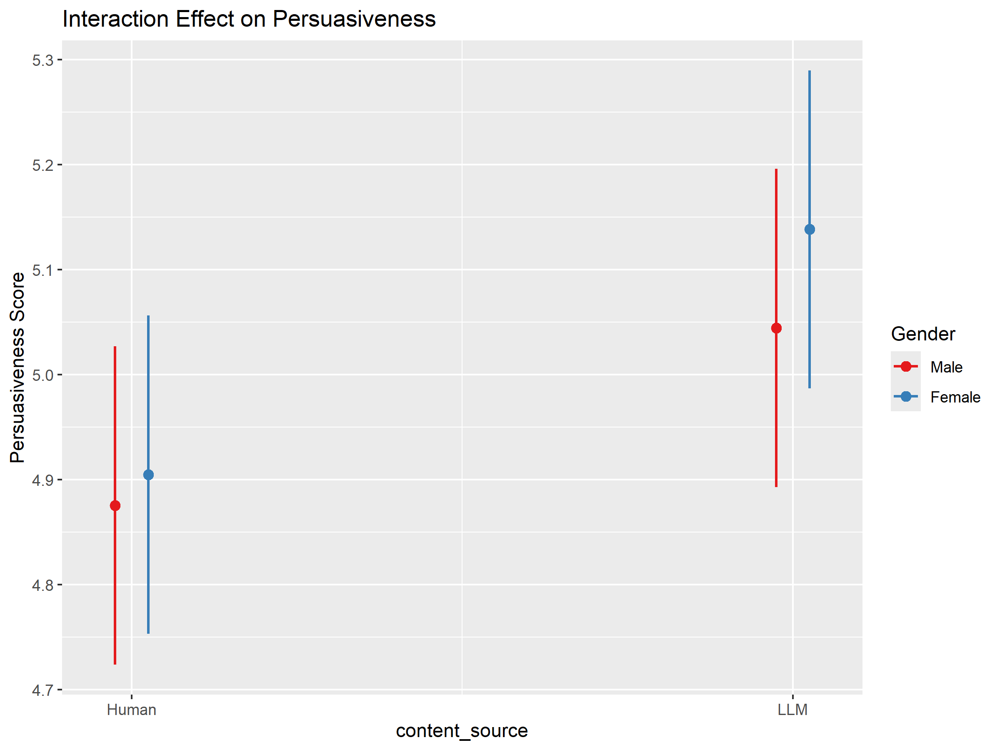 Interaction Effect on Persuasiveness
Persuasiveness Score
5.3
5.2
5.1
5.0
4.9
4.8
4.7
Human
LLM
content_source
Gender
Male
Female